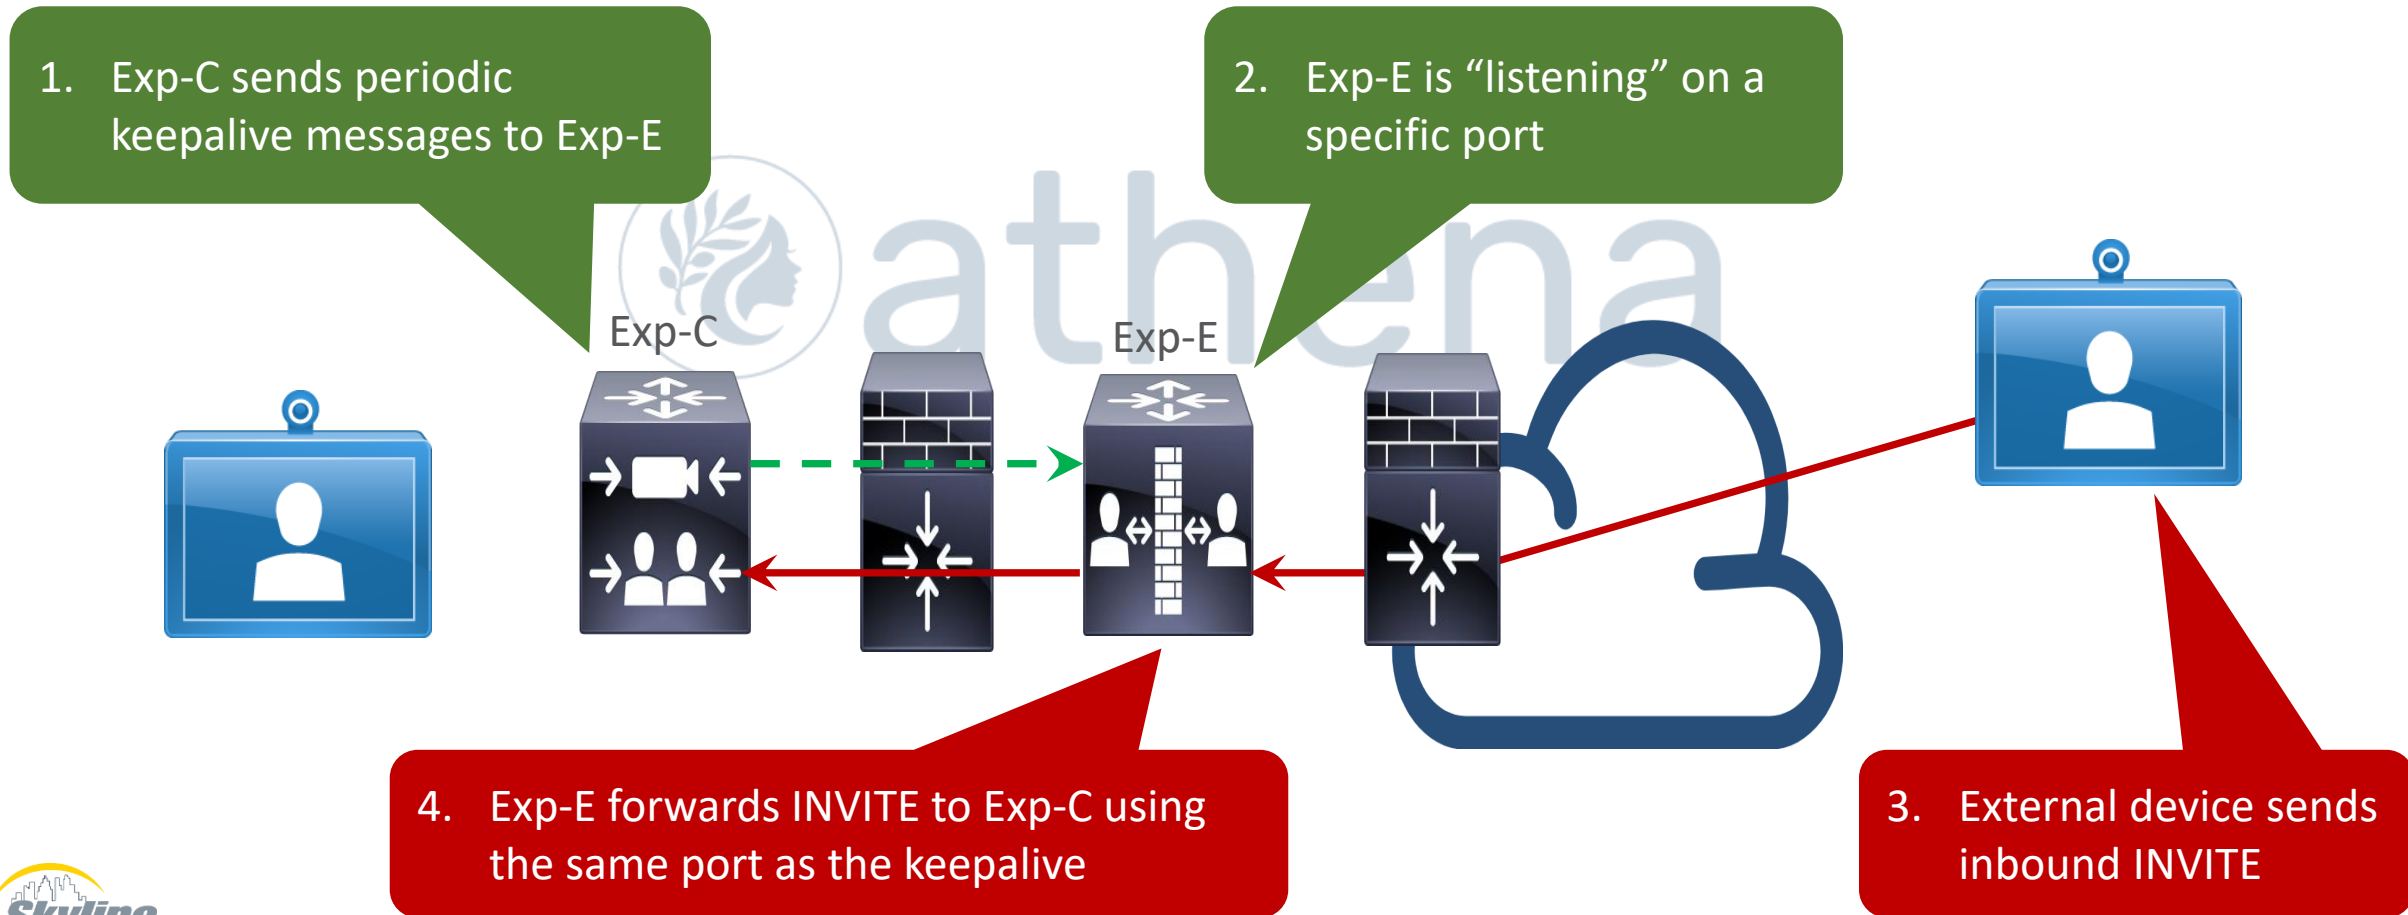 1. Exp-C sends periodic
keepalive messages to Exp-E
2. Exp-E is “listening” on a
specific port
athena
Exp-C
Exp-E
4. Exp-E forwards INVITE to Exp-C using
the same port as the keepalive
3. External device sends
inbound INVITE
Skyline